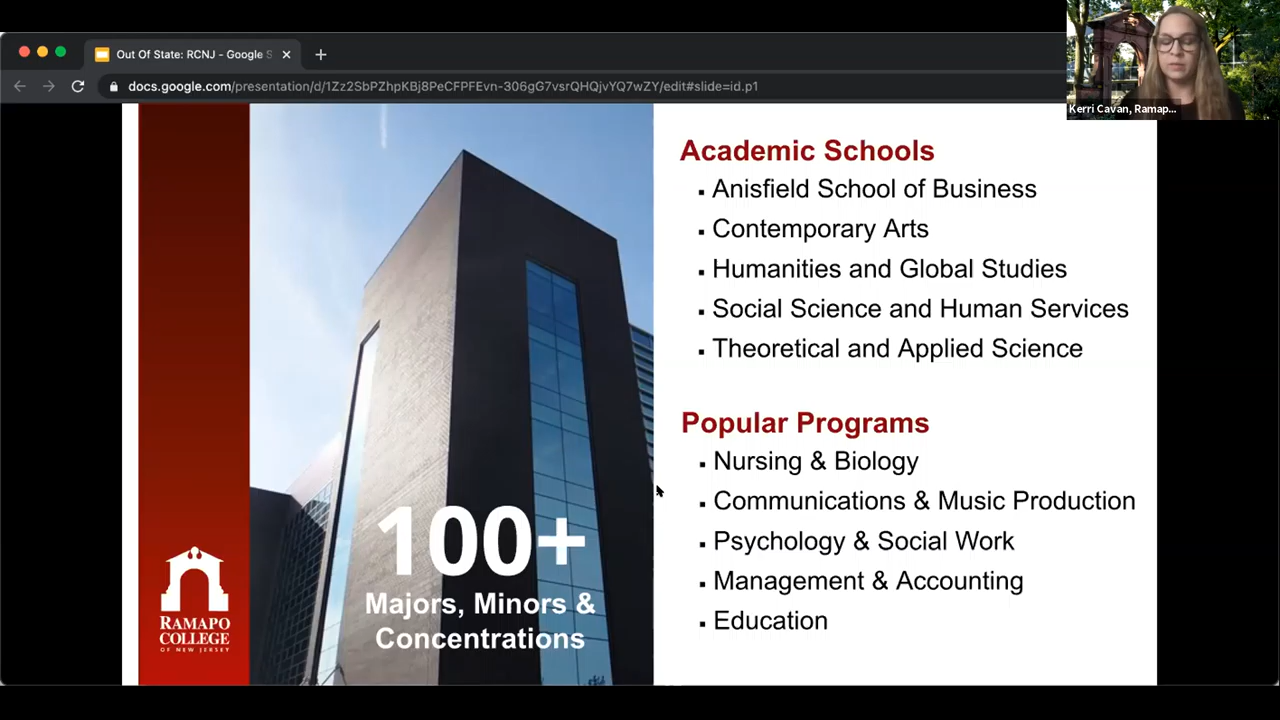 Out Of State: RCNJ - Google S
docs.google.com/presentation/d/1Zz2SbPZhpKBj8PeCFPFEvn-306gG7vsrQHQjvYQ7wZY/edit#slide=id.p1
Kerri Cavan, Ramap...
Academic Schools
▪ Anisfield School of Business
▪ Contemporary Arts
▪ Humanities and Global Studies
▪ Social Science and Human Services
▪ Theoretical and Applied Science
Popular Programs
▪ Nursing & Biology
▪ Communications & Music Production
▪ Psychology & Social Work
▪ Management & Accounting
▪ Education
100+
Majors, Minors &
Concentrations
RAMAPO
COLLEGE
OF NEW JERSEY